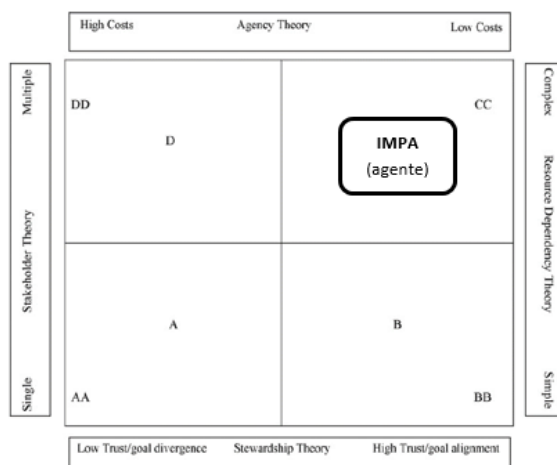 High Costs Agency Theory Low Costs
Multiple
Stakeholder Theory
Single
Complex
Resource Dependency Theory
Simple
DD
CC
D
IMPA
(agente)
A
B
AA
BB
Low Trust/goal divergence Stewardship Theory High Trust/goal alignment